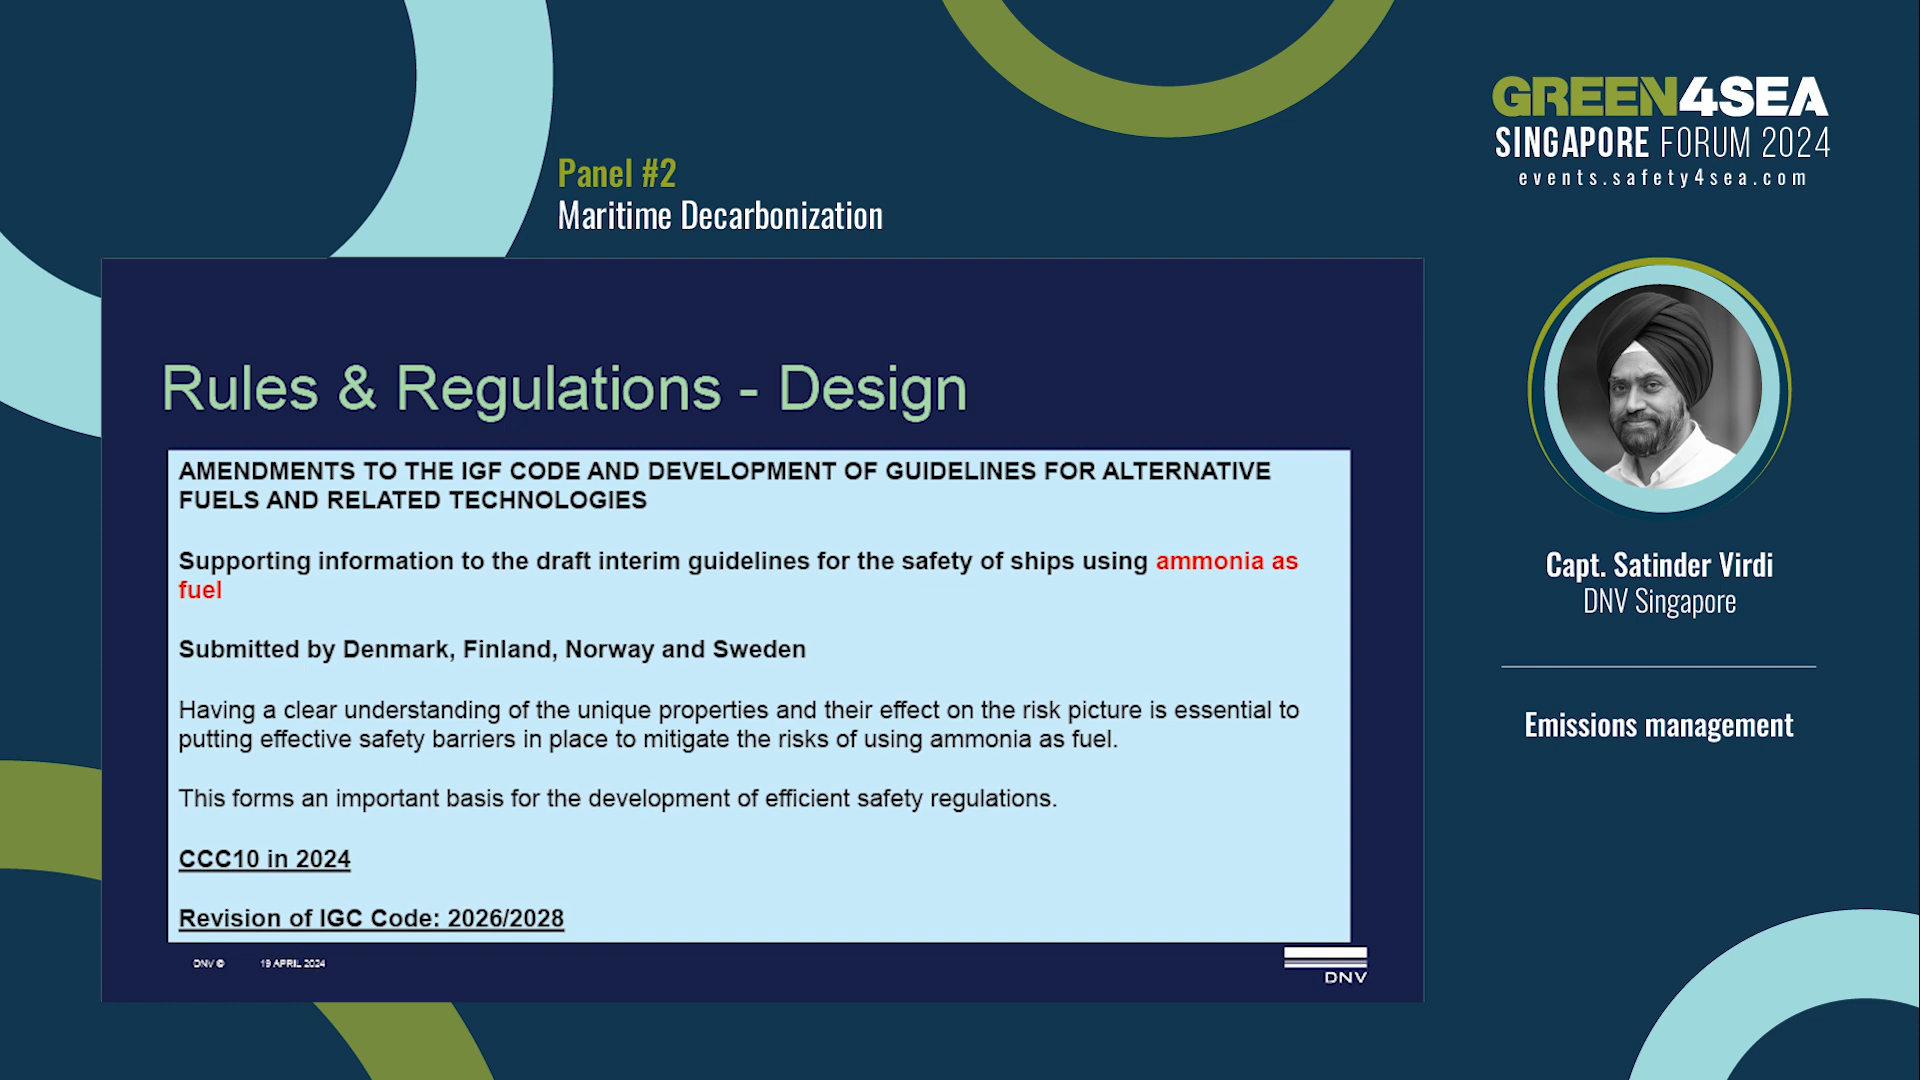 GREEN4SEA
SINGAPORE FORUM 2024
events.safety4sea.com
Panel #2
Maritime Decarbonization
Rules & Regulations - Design
AMENDMENTS TO THE IGF CODE AND DEVELOPMENT OF GUIDELINES FOR ALTERNATIVE
FUELS AND RELATED TECHNOLOGIES
Supporting information to the draft interim guidelines for the safety of ships using ammonia as
fuel
Submitted by Denmark, Finland, Norway and Sweden
Having a clear understanding of the unique properties and their effect on the risk picture is essential to
putting effective safety barriers in place to mitigate the risks of using ammonia as fuel.
This forms an important basis for the development of efficient safety regulations.
CCC10 in 2024
Revision of IGC Code: 2026/2028
DNV © 19 APRIL 2024
DNV
Capt. Satinder Virdi
DNV Singapore
Emissions management